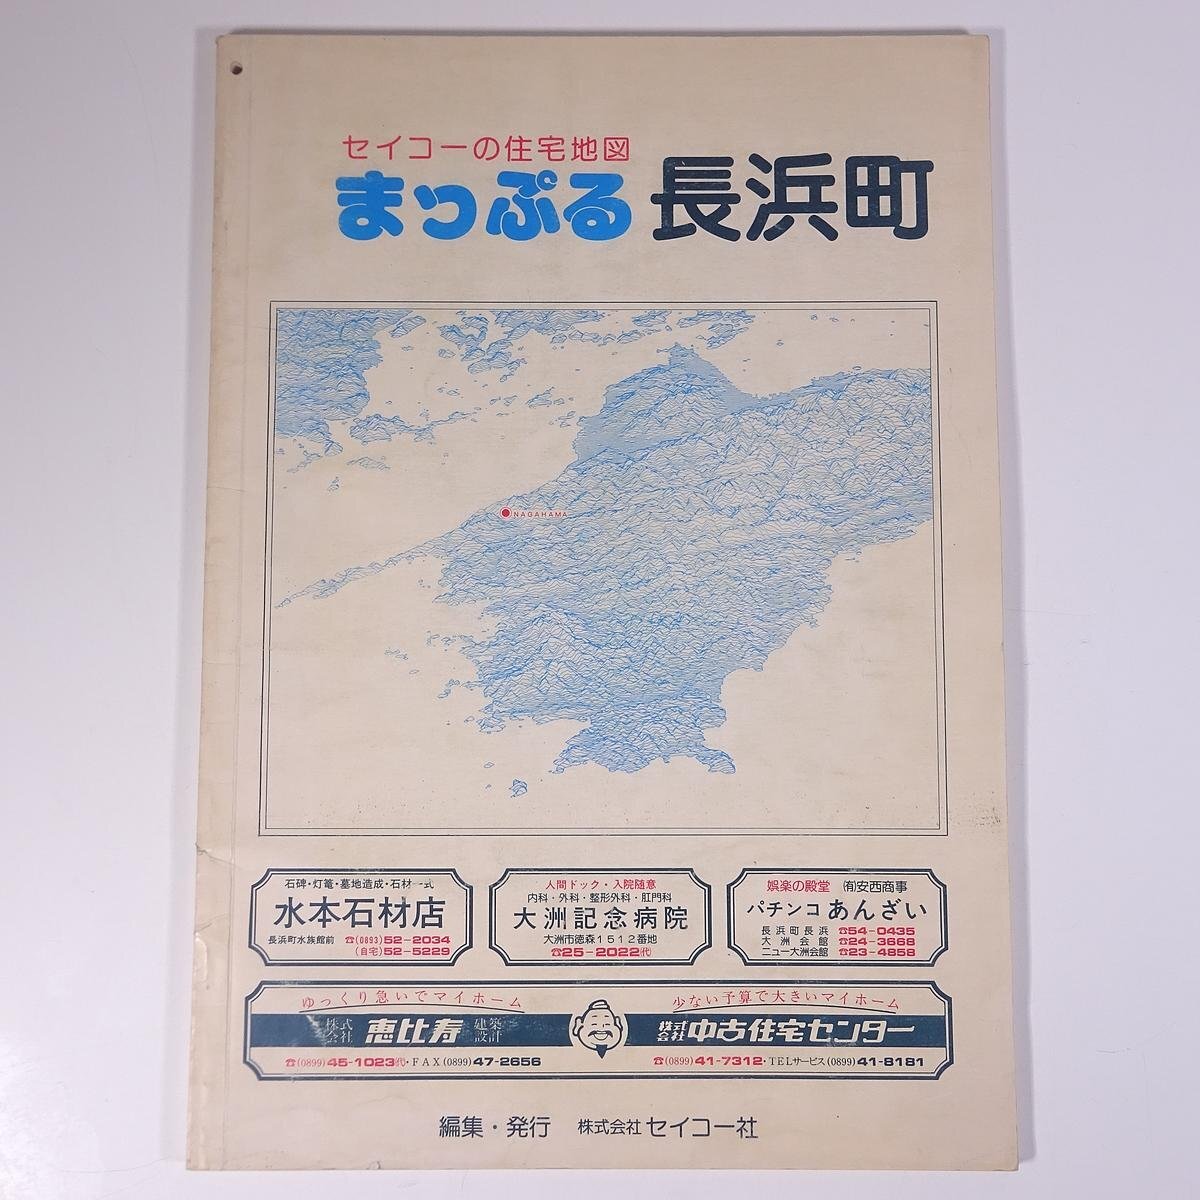 セイコーの住宅地図
まっぷる 長浜町
NAGAHAMA
石碑・灯篭・墓地造成・石材一式
水本石材店
長浜町水族館前 ☎(0893)52-2034
(自宅)52-5229
人間ドック・入院随意
内科・外科・整形外科・肛門科
大洲記念病院
大洲市徳森1512番地
☎25-2022㈹
娯楽の殿堂 ㈲安西商事
パチンコ あんざい
長浜町長浜 ☎54-0435
大洲会館 ☎24-3668
ニュー大洲会館 ☎23-4858
ゆっくり急いでマイホーム
株式会社 恵比寿 建築設計
☎(0899)45-1023㈹・FAX(0899)47-2656
少ない予算で大きいマイホーム
株式会社 中古住宅センター
☎(0899)41-7312・TELサービス(0899)41-8181
編集・発行 株式会社 セイコー社